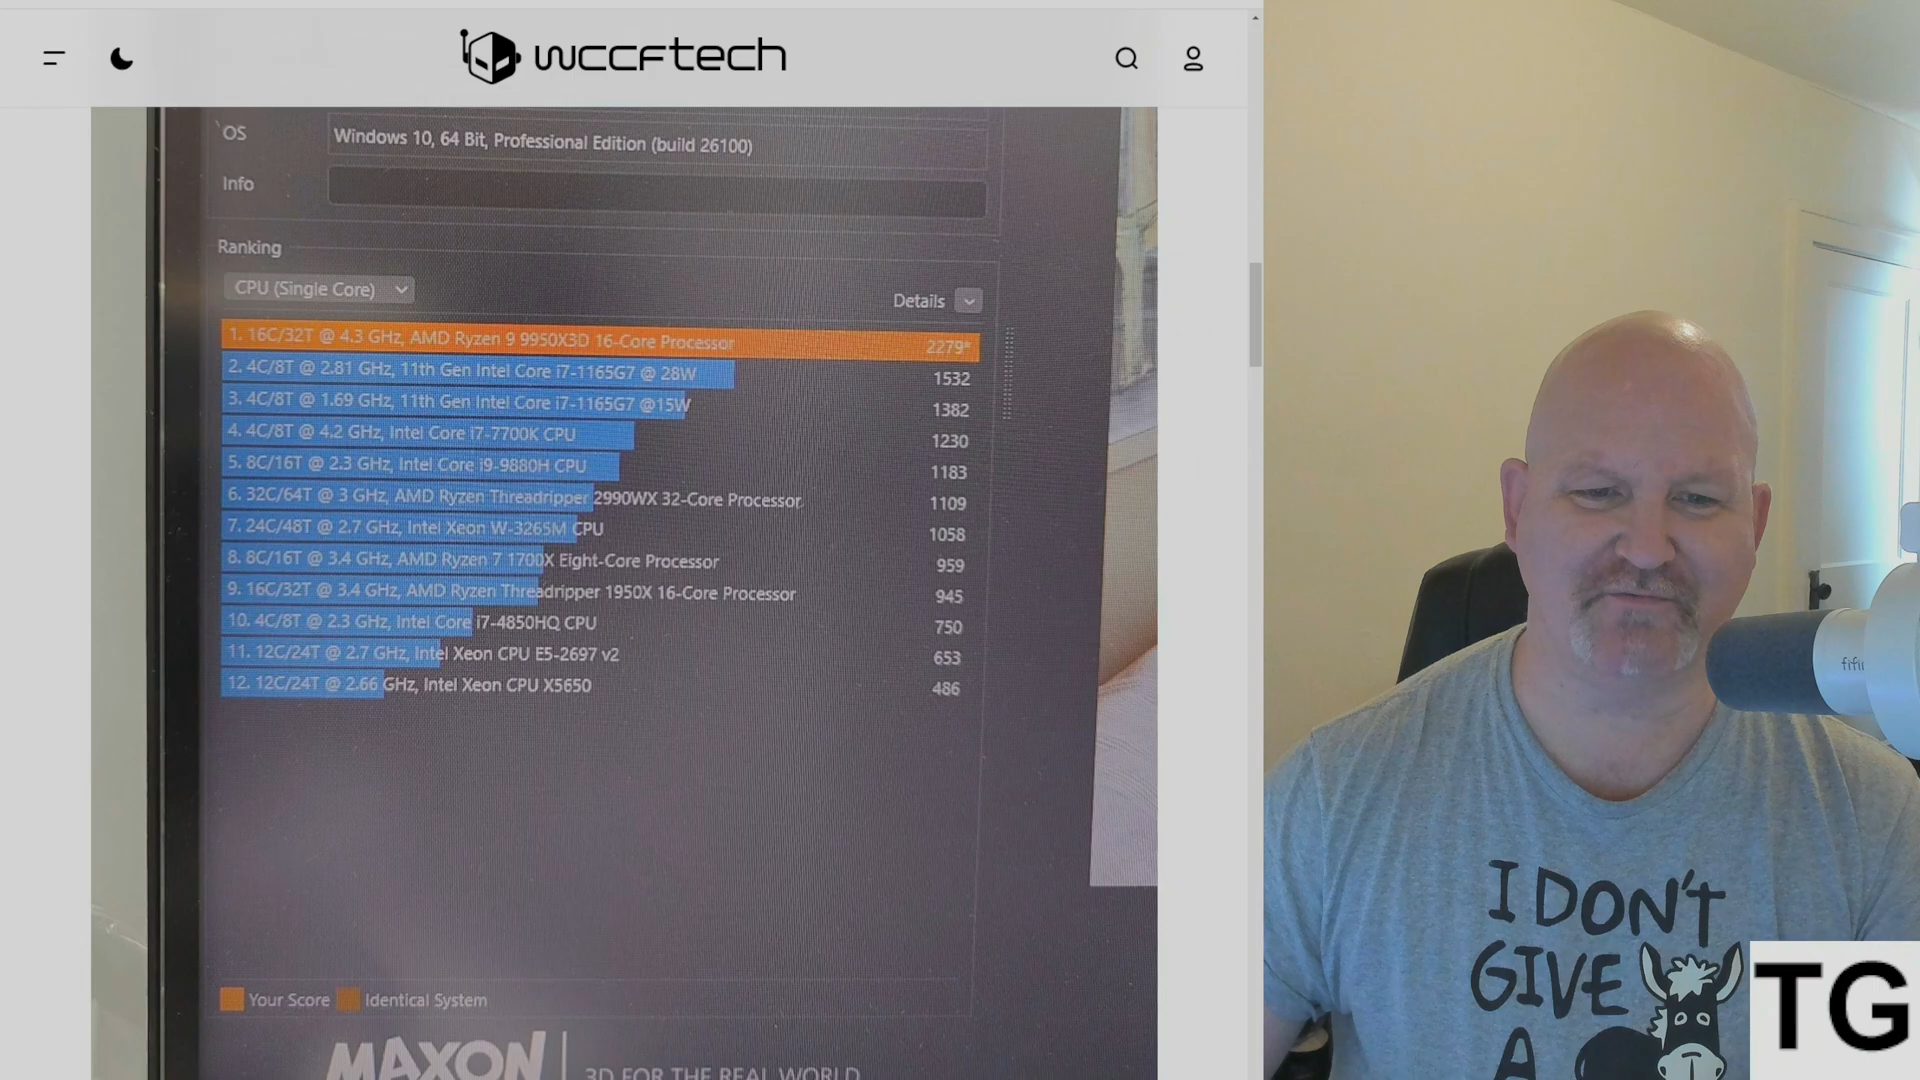 wccftech
OS
Windows 10, 64 Bit, Professional Edition (build 26100)
Info
Ranking
CPU (Single Core)
Details
1. 16C/32T @ 4.3 GHz, AMD Ryzen 9 9950X3D 16-Core Processor 2279*
2. 4C/8T @ 2.81 GHz, 11th Gen Intel Core i7-1165G7 @ 28W 1532
3. 4C/8T @ 1.69 GHz, 11th Gen Intel Core i7-1165G7 @15W 1382
4. 4C/8T @ 4.2 GHz, Intel Core i7-7700K CPU 1230
5. 8C/16T @ 2.3 GHz, Intel Core i9-9880H CPU 1183
6. 32C/64T @ 3 GHz, AMD Ryzen Threadripper 2990WX 32-Core Processor 1109
7. 24C/48T @ 2.7 GHz, Intel Xeon W-3265M CPU 1058
8. 8C/16T @ 3.4 GHz, AMD Ryzen 7 1700X Eight-Core Processor 959
9. 16C/32T @ 3.4 GHz, AMD Ryzen Threadripper 1950X 16-Core Processor 945
10. 4C/8T @ 2.3 GHz, Intel Core i7-4850HQ CPU 750
11. 12C/24T @ 2.7 GHz, Intel Xeon CPU E5-2697 v2 653
12. 12C/24T @ 2.66 GHz, Intel Xeon CPU X5650 486
Your Score
Identical System
MAXON
3D FOR THE REAL WORLD
fifii
I DON'T
GIVE
A
TG